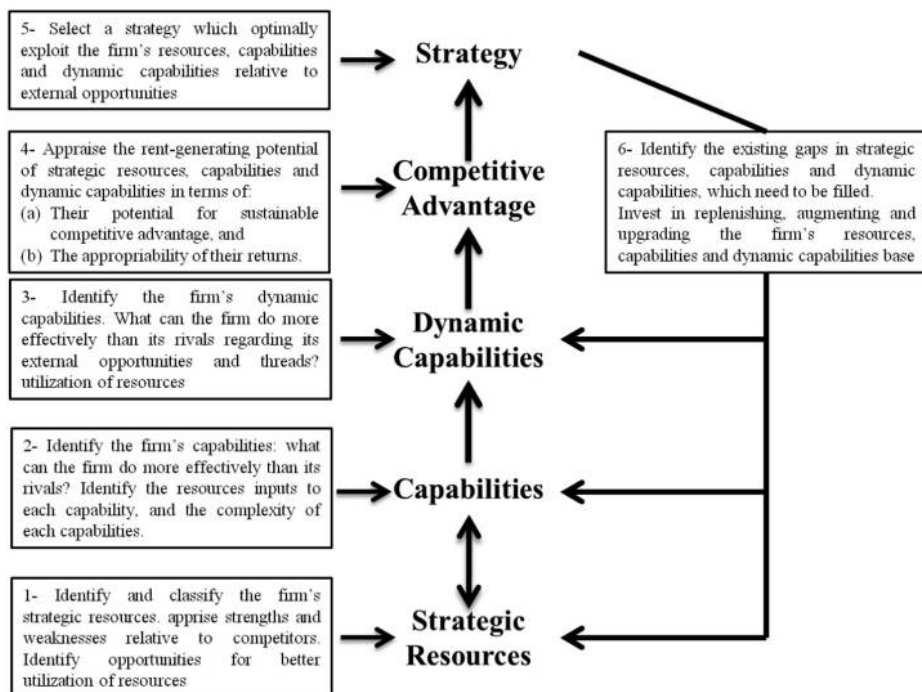 5- Select a strategy which optimally
exploit the firm's resources, capabilities
and dynamic capabilities relative to
external opportunities
Strategy
4- Appraise the rent-generating potential
of strategic resources, capabilities and
dynamic capabilities in terms of:
(a) Their potential for sustainable
competitive advantage, and
(b) The appropriability of their returns.
Competitive
Advantage
6- Identify the existing gaps in strategic
resources, capabilities and dynamic
capabilities, which need to be filled.
Invest in replenishing, augmenting and
upgrading the firm's resources,
capabilities and dynamic capabilities base
3- Identify the firm's dynamic
capabilities. What can the firm do more
effectively than its rivals regarding its
external opportunities and threads?
utilization of resources
Dynamic
Capabilities
2- Identify the firm's capabilities: what
can the firm do more effectively than its
rivals? Identify the resources inputs to
each capability, and the complexity of
each capabilities.
Capabilities
1- Identify and classify the firm's
strategic resources. apprise strengths and
weaknesses relative to competitors.
Identify opportunities for better
utilization of resources
Strategic
Resources